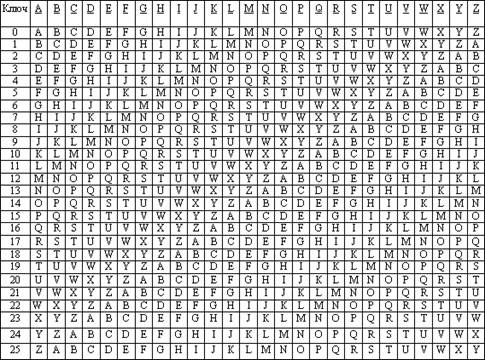 Ключ A B C D E F G H I J K L M N O P Q R S T U V W X Y Z
0 A B C D E F G H I J K L M N O P Q R S T U V W X Y Z
1 B C D E F G H I J K L M N O P Q R S T U V W X Y Z A
2 C D E F G H I J K L M N O P Q R S T U V W X Y Z A B
3 D E F G H I J K L M N O P Q R S T U V W X Y Z A B C
4 E F G H I J K L M N O P Q R S T U V W X Y Z A B C D
5 F G H I J K L M N O P Q R S T U V W X Y Z A B C D E
6 G H I J K L M N O P Q R S T U V W X Y Z A B C D E F
7 H I J K L M N O P Q R S T U V W X Y Z A B C D E F G
8 I J K L M N O P Q R S T U V W X Y Z A B C D E F G H
9 J K L M N O P Q R S T U V W X Y Z A B C D E F G H I
10 K L M N O P Q R S T U V W X Y Z A B C D E F G H I J
11 L M N O P Q R S T U V W X Y Z A B C D E F G H I J K
12 M N O P Q R S T U V W X Y Z A B C D E F G H I J K L
13 N O P Q R S T U V W X Y Z A B C D E F G H I J K L M
14 O P Q R S T U V W X Y Z A B C D E F G H I J K L M N
15 P Q R S T U V W X Y Z A B C D E F G H I J K L M N O
16 Q R S T U V W X Y Z A B C D E F G H I J K L M N O P
17 R S T U V W X Y Z A B C D E F G H I J K L M N O P Q
18 S T U V W X Y Z A B C D E F G H I J K L M N O P Q R
19 T U V W X Y Z A B C D E F G H I J K L M N O P Q R S
20 U V W X Y Z A B C D E F G H I J K L M N O P Q R S T
21 V W X Y Z A B C D E F G H I J K L M N O P Q R S T U
22 W X Y Z A B C D E F G H I J K L M N O P Q R S T U V
23 X Y Z A B C D E F G H I J K L M N O P Q R S T U V W
24 Y Z A B C D E F G H I J K L M N O P Q R S T U V W X
25 Z A B C D E F G H I J K L M N O P Q R S T U V W X Y